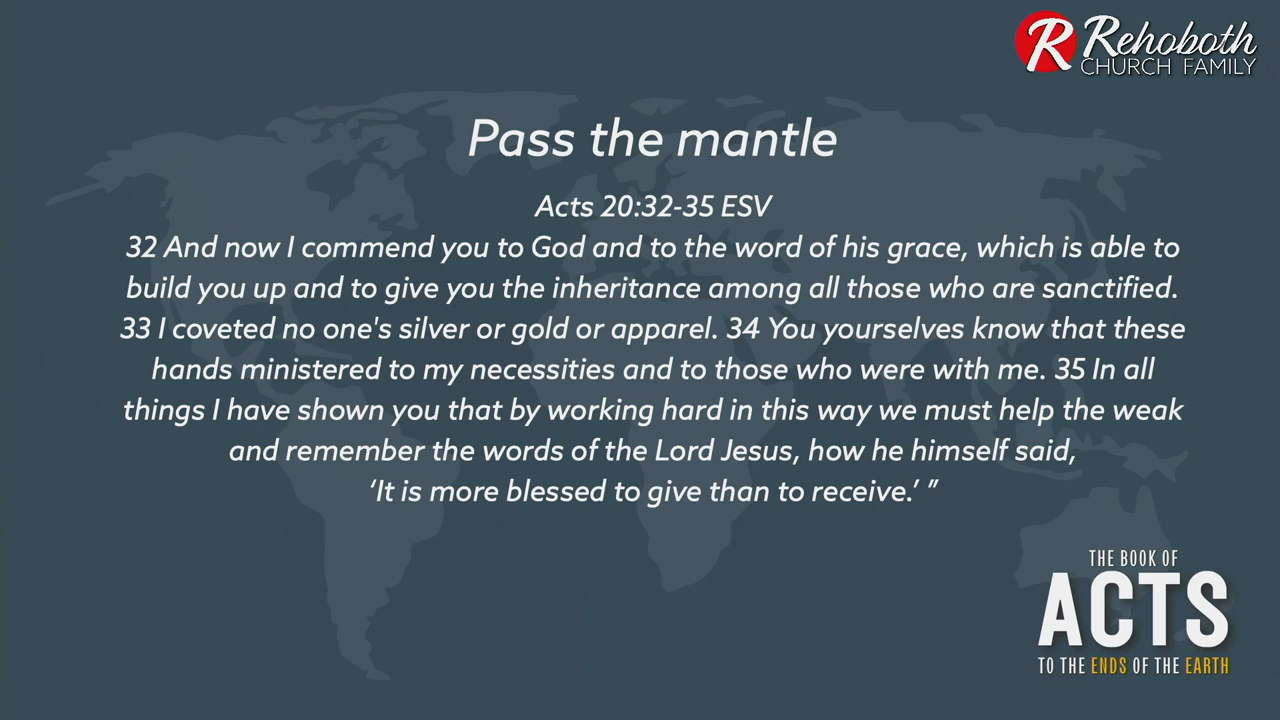 R Rehoboth
CHURCH FAMILY
Pass the mantle
Acts 20:32-35 ESV
32 And now I commend you to God and to the word of his grace, which is able to
build you up and to give you the inheritance among all those who are sanctified.
33 I coveted no one's silver or gold or apparel. 34 You yourselves know that these
hands ministered to my necessities and to those who were with me. 35 In all
things I have shown you that by working hard in this way we must help the weak
and remember the words of the Lord Jesus, how he himself said,
‘It is more blessed to give than to receive.’ ”
THE BOOK OF
ACTS
TO THE ENDS OF THE EARTH